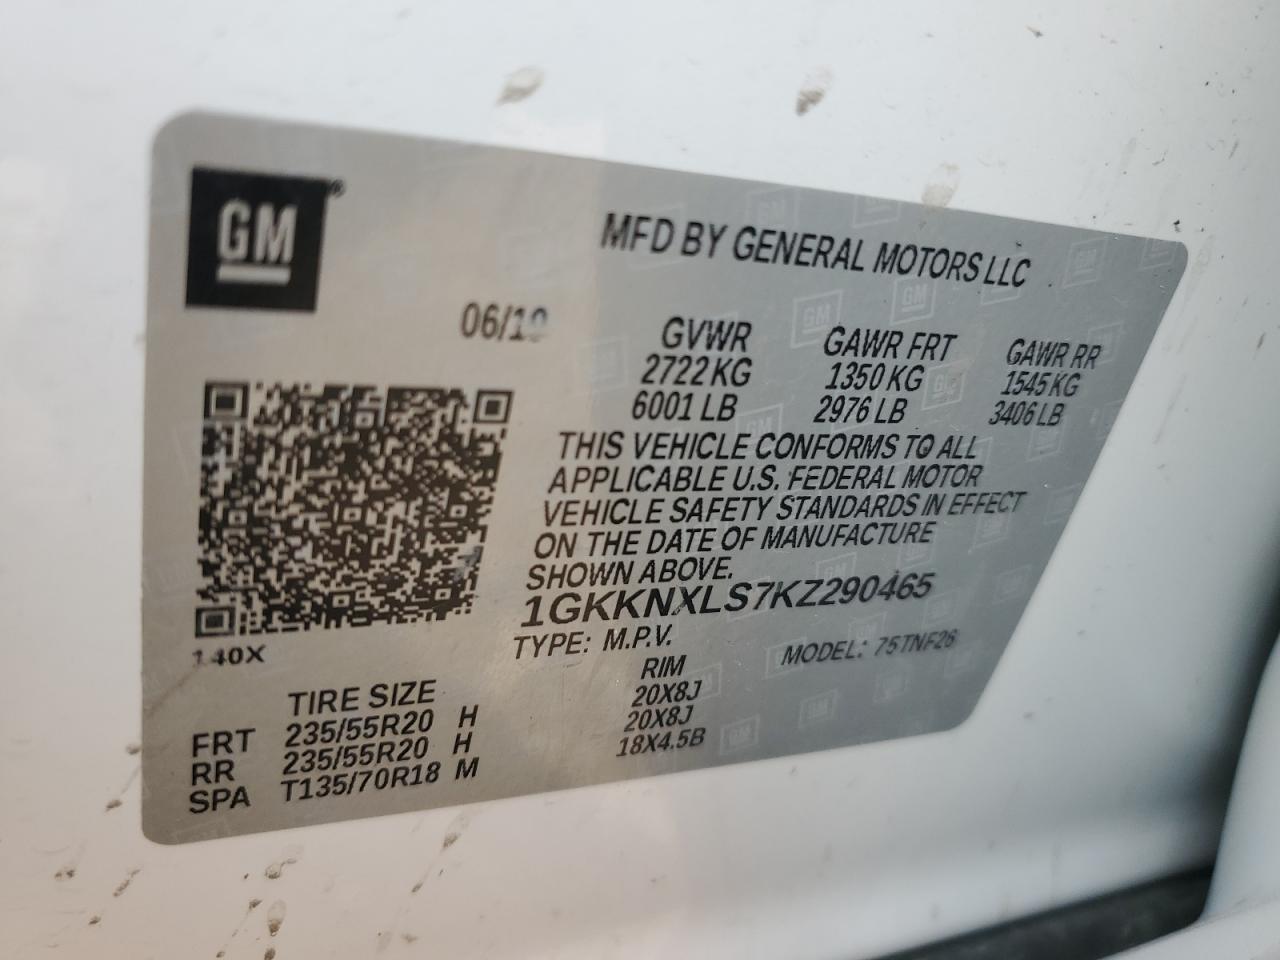 GM
MFD BY GENERAL MOTORS LLC
GVWR GAWR FRT GAWR RR
2722 KG 1350 KG 1545 KG
6001 LB 2976 LB 3406 LB
THIS VEHICLE CONFORMS TO ALL
APPLICABLE U.S. FEDERAL MOTOR
VEHICLE SAFETY STANDARDS IN EFFECT
ON THE DATE OF MANUFACTURE
SHOWN ABOVE.
1GKKNXLS7KZ290465
TYPE: M.P.V. MODEL: 75TNF26
140X
TIRE SIZE RIM
FRT 235/55R20 H 20X8J
RR 235/55R20 H 20X8J
SPA T135/70R18 M 18X4.5B